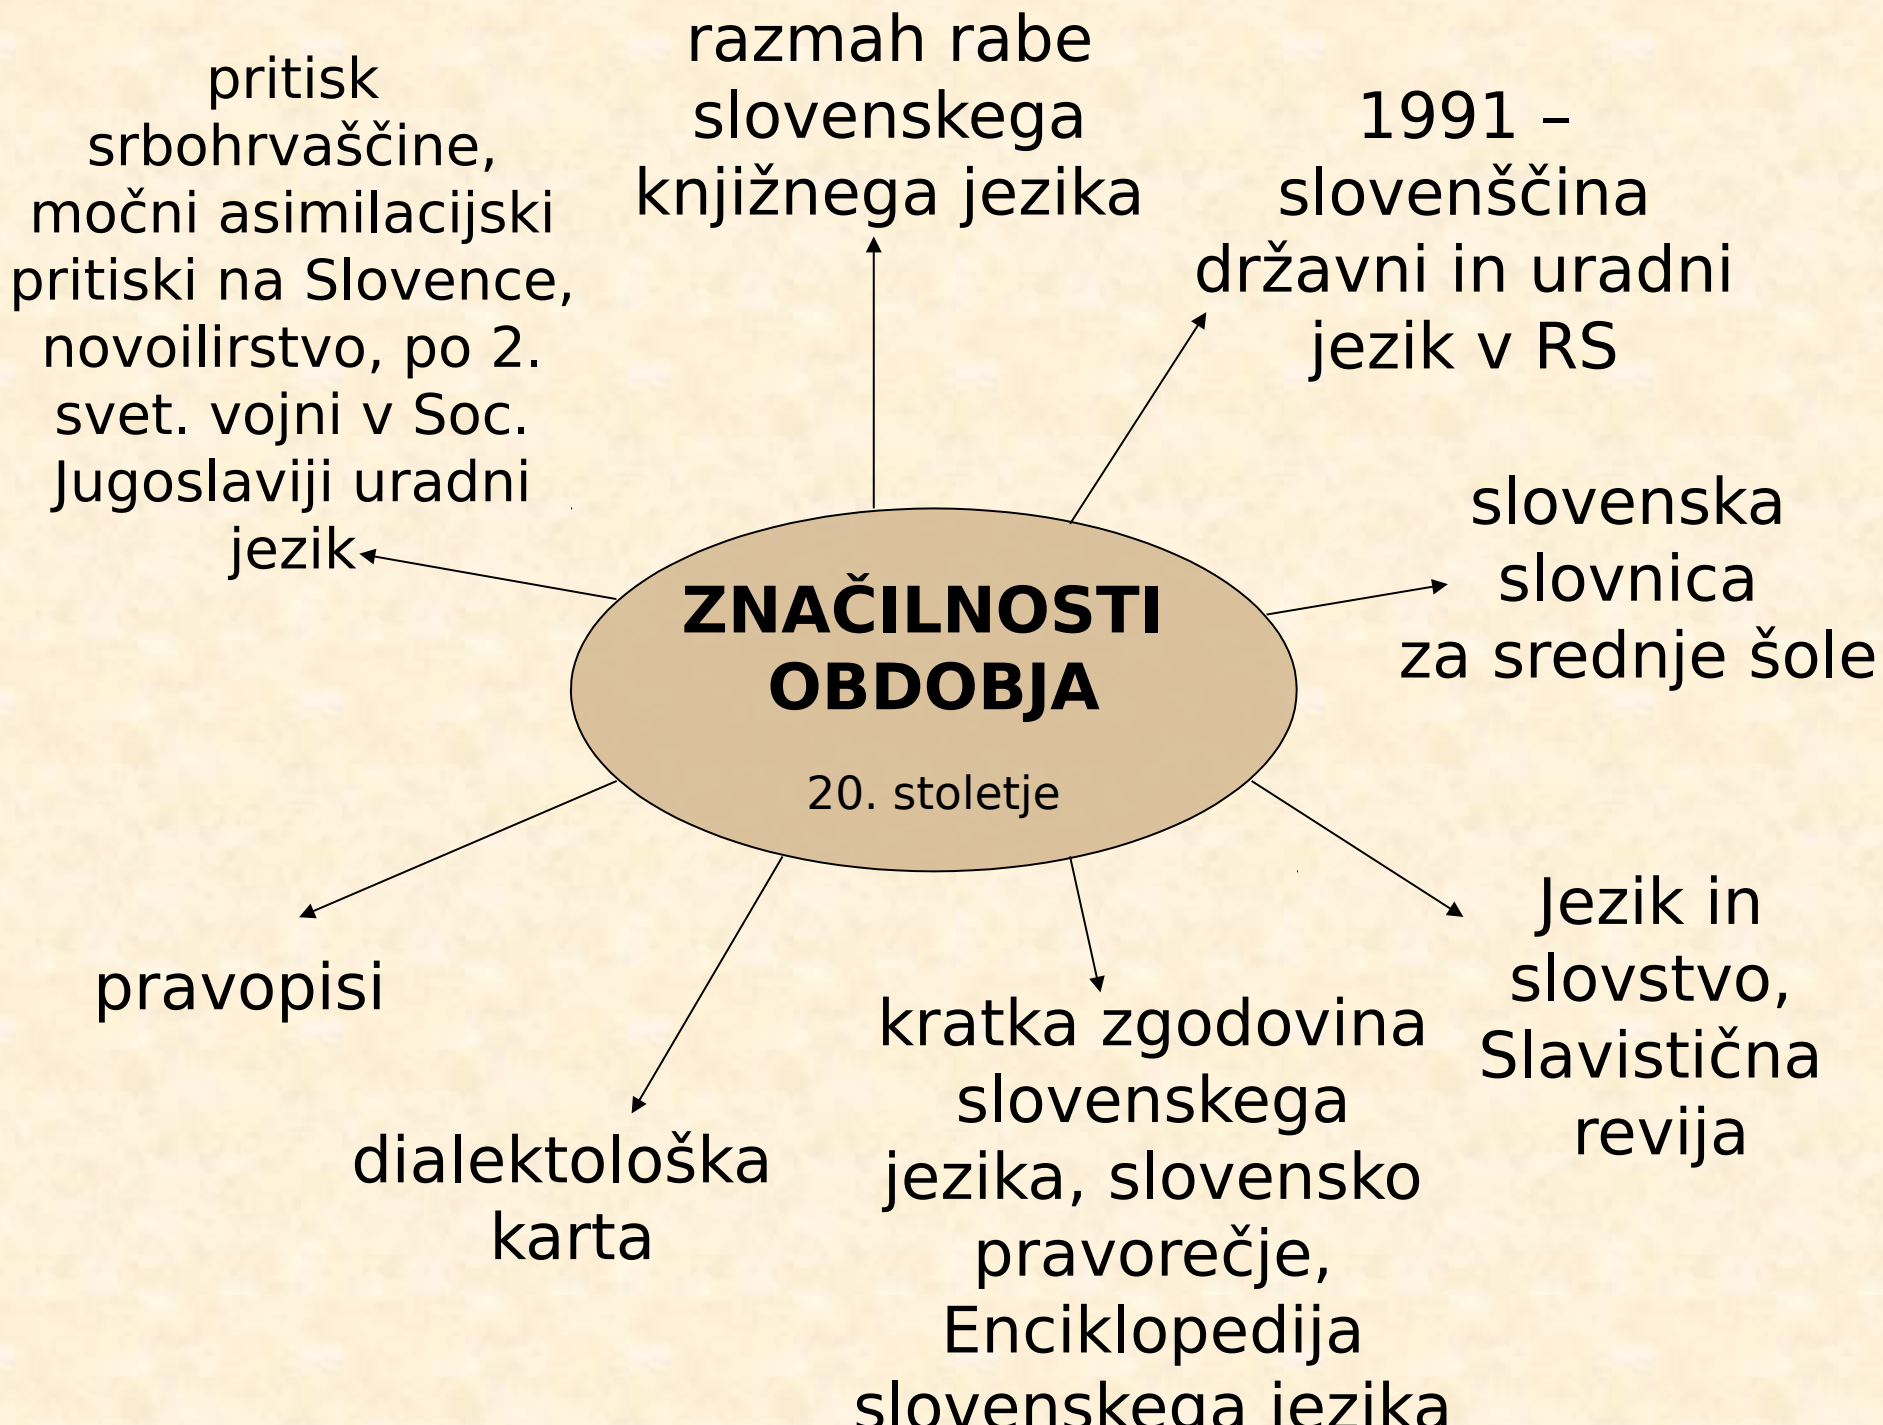 pritisk
srbohrvaščine,
močni asimilacijski
pritiski na Slovence,
novoilirstvo, po 2.
svet. vojni v Soc.
Jugoslaviji uradni
jezik
razmah rabe
slovenskega
knjižnega jezika
1991 –
slovenščina
državni in uradni
jezik v RS
slovenska
slovnica
za srednje šole
ZNAČILNOSTI
OBDOBJA
20. stoletje
Jezik in
slovstvo,
Slavistična
revija
kratka zgodovina
slovenskega
jezika, slovensko
pravorečje,
Enciklopedija
slovenskega jezika
dialektološka
karta
pravopisi